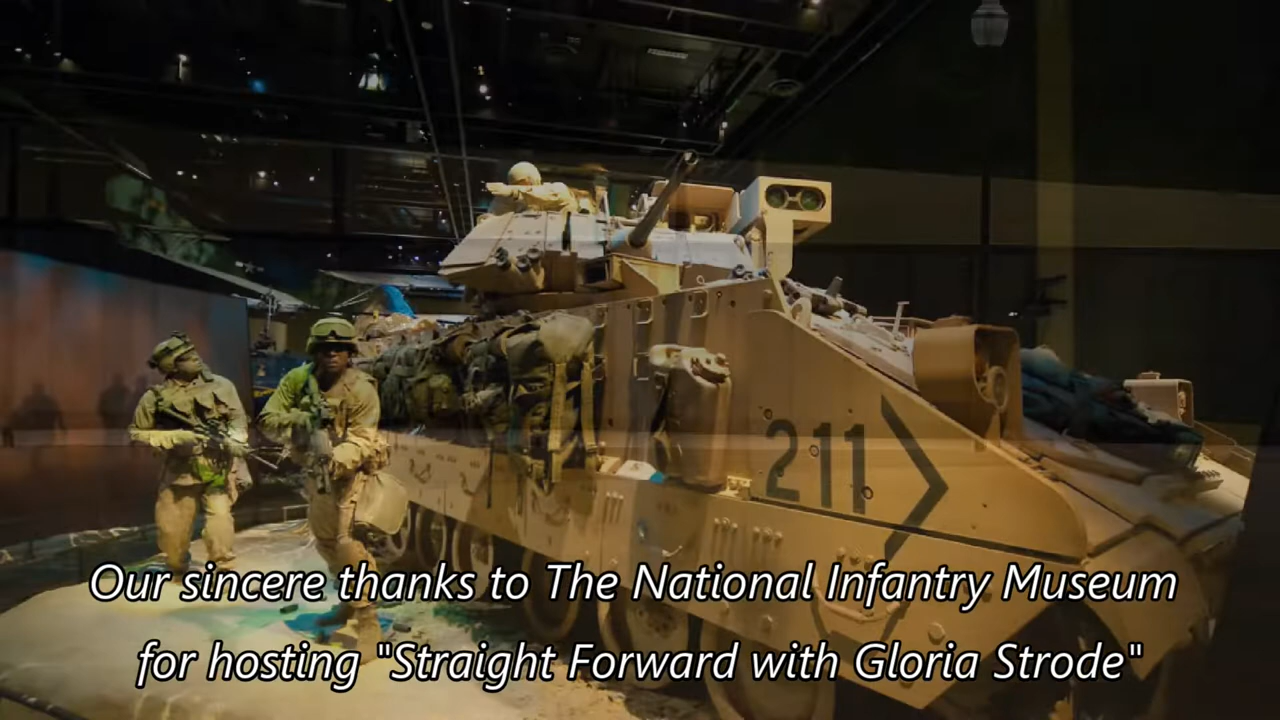 211
Our sincere thanks to The National Infantry Museum
for hosting "Straight Forward with Gloria Strode"